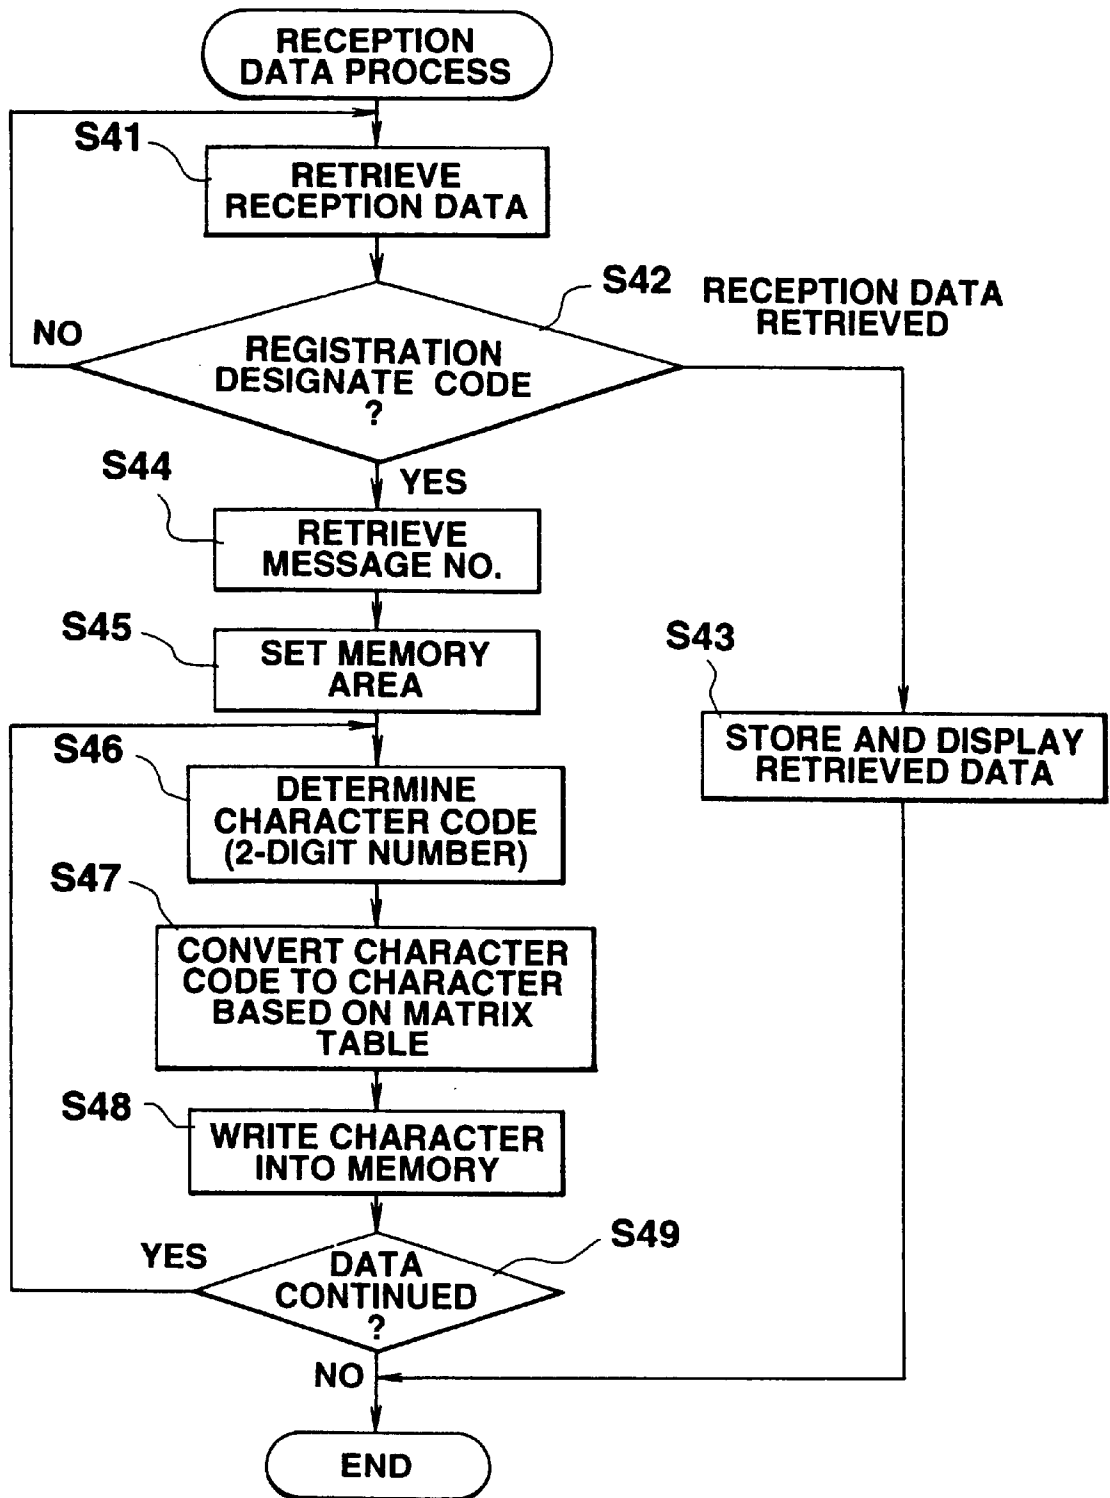 RECEPTION
DATA PROCESS
S41
RETRIEVE
RECEPTION DATA
S42
RECEPTION DATA
RETRIEVED
NO
REGISTRATION
DESIGNATE CODE
?
S44
YES
RETRIEVE
MESSAGE NO.
S45
SET MEMORY
AREA
S43
STORE AND DISPLAY
RETRIEVED DATA
S46
DETERMINE
CHARACTER CODE
(2-DIGIT NUMBER)
S47
CONVERT CHARACTER
CODE TO CHARACTER
BASED ON MATRIX
TABLE
S48
WRITE CHARACTER
INTO MEMORY
S49
YES
DATA
CONTINUED
?
NO
END